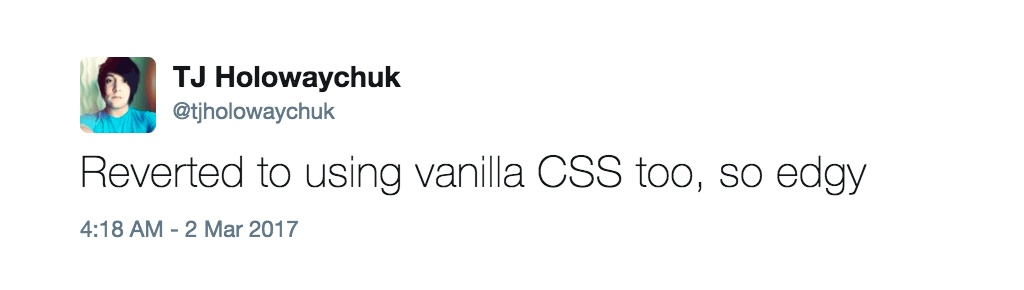 TJ Holowaychuk
@tjholowaychuk
Reverted to using vanilla CSS too, so edgy
4:18 AM - 2 Mar 2017